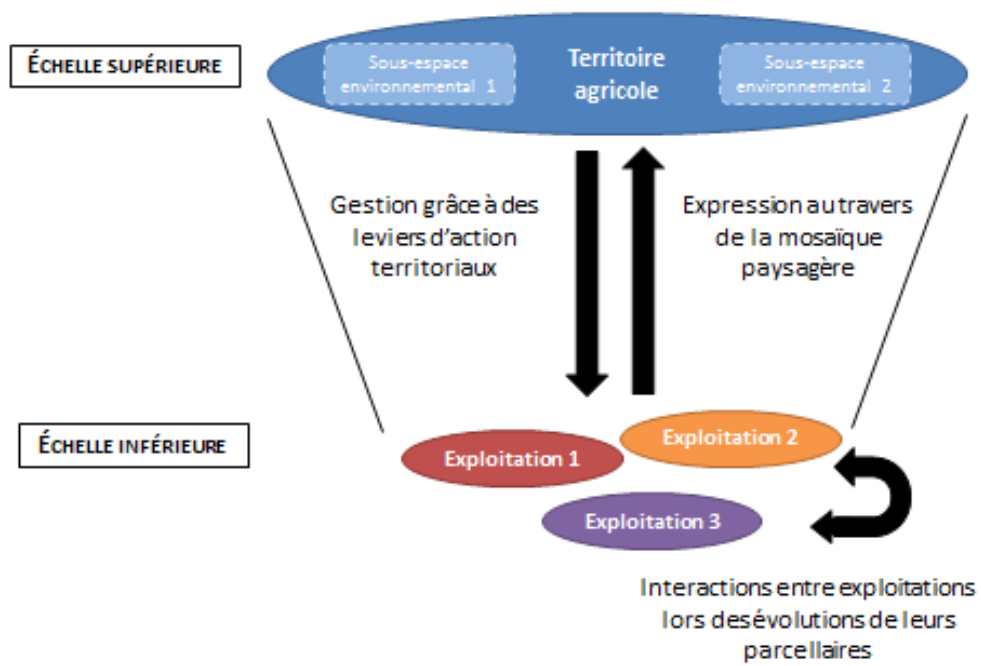 ÉCHELLE SUPÉRIEURE
Sous-espace
environnemental 1
Territoire
agricole
Sous-espace
environnemental 2
Gestion grâce à des
leviers d'action
territoriaux
Expression au travers
de la mosaïque
paysagère
ÉCHELLE INFÉRIEURE
Exploitation 1
Exploitation 2
Exploitation 3
Interactions entre exploitations
lors des évolutions de leurs
parcellaires